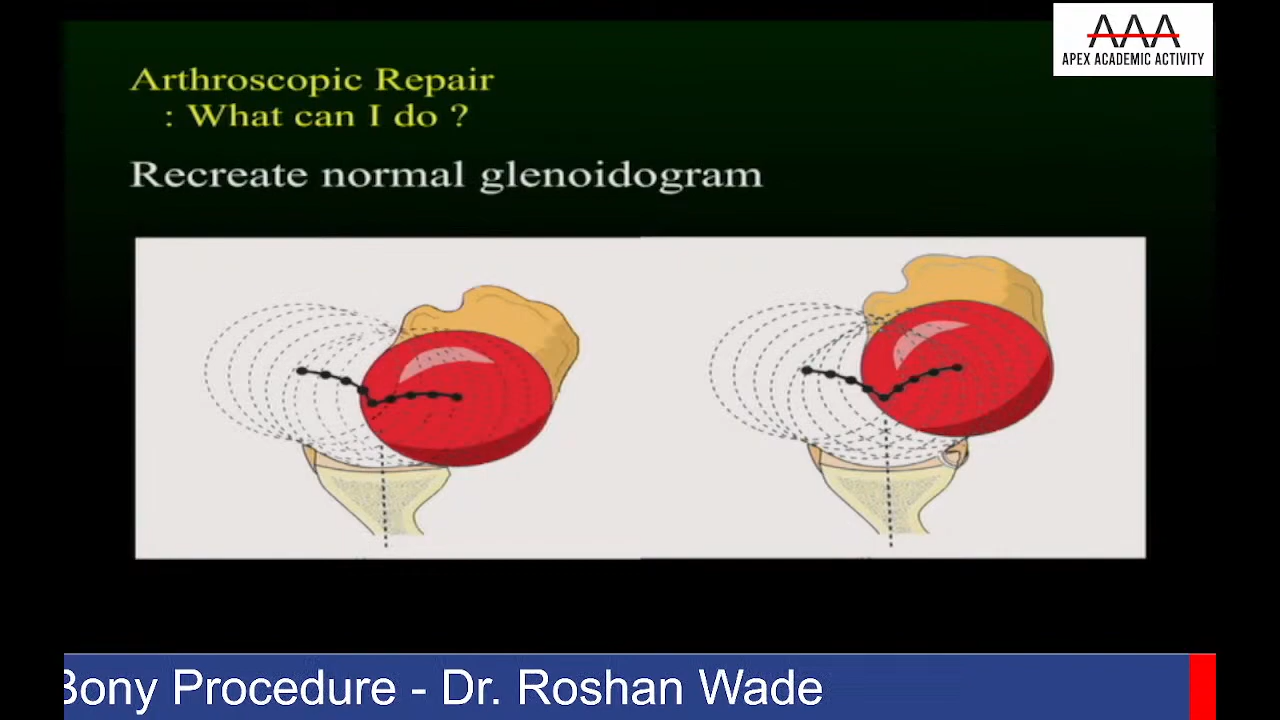 AAA
APEX ACADEMIC ACTIVITY
Arthroscopic Repair
: What can I do ?
Recreate normal glenoidogram
Bony Procedure - Dr. Roshan Wade